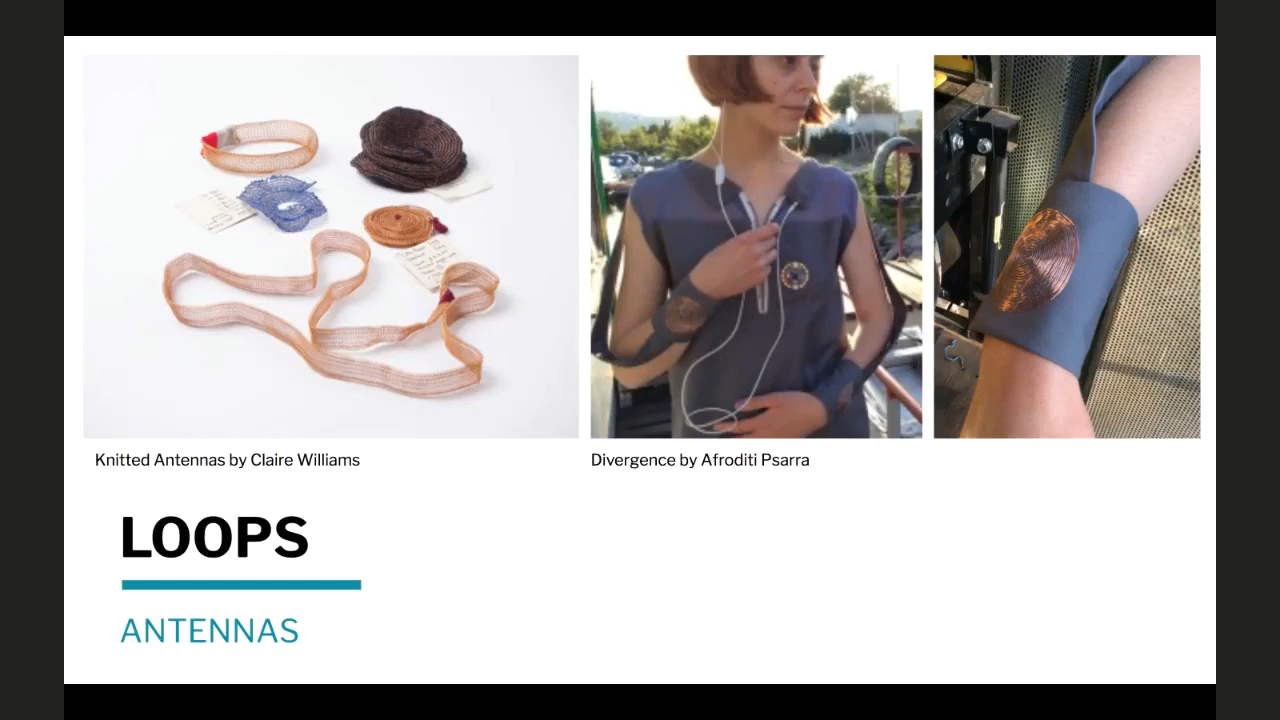 Knitted Antennas by Claire Williams
Divergence by Afroditi Psarra
LOOPS
ANTENNAS